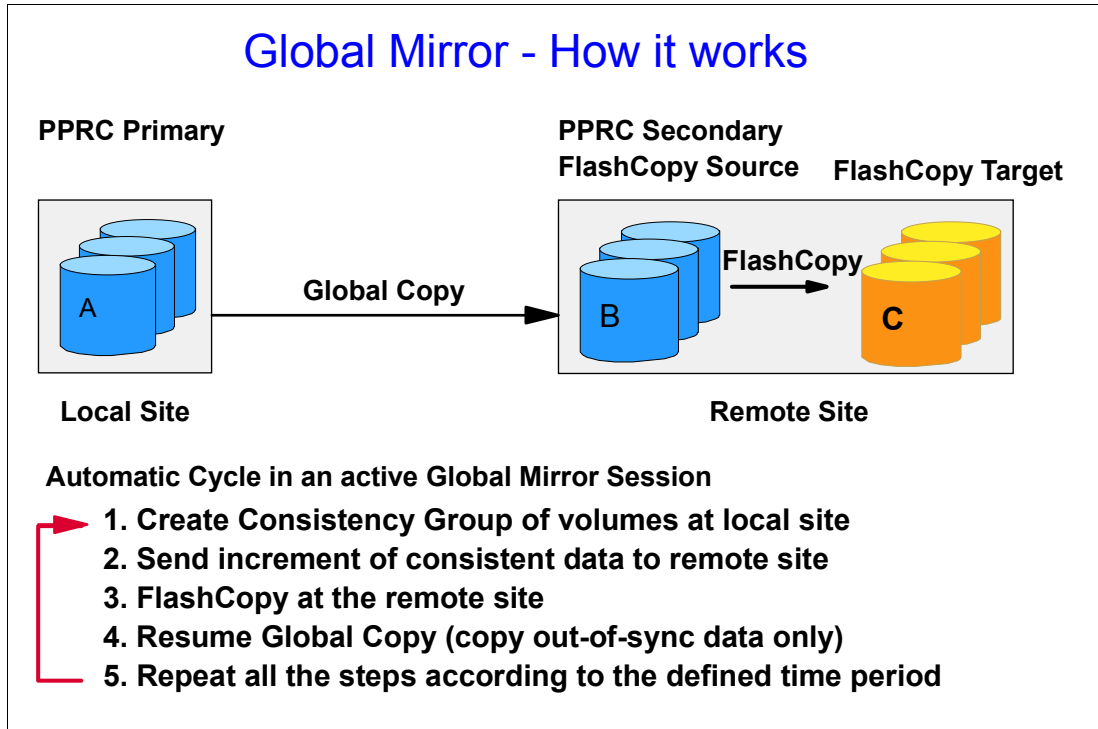 Global Mirror - How it works
PPRC Primary
PPRC Secondary
FlashCopy Source
FlashCopy Target
A
Global Copy
B
FlashCopy
C
Local Site
Remote Site
Automatic Cycle in an active Global Mirror Session
1. Create Consistency Group of volumes at local site
2. Send increment of consistent data to remote site
3. FlashCopy at the remote site
4. Resume Global Copy (copy out-of-sync data only)
5. Repeat all the steps according to the defined time period